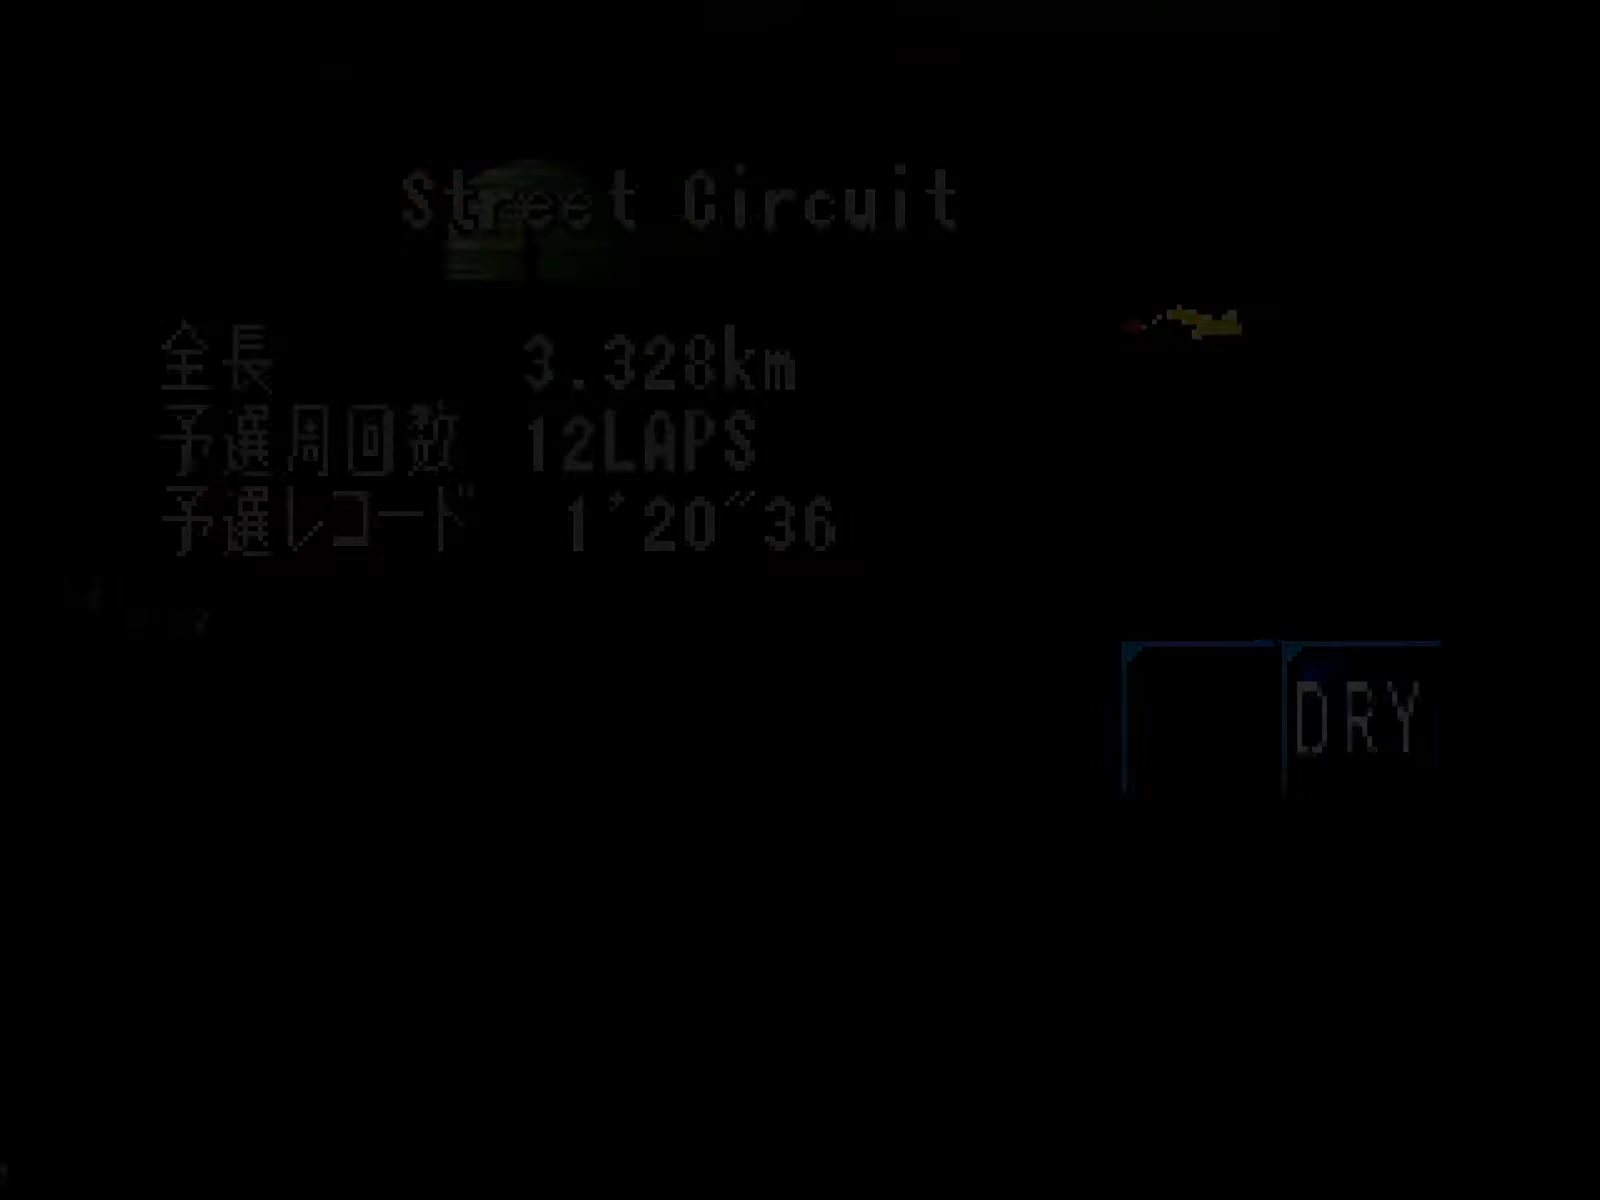 Street Circuit
全長 3.328km
予選周回数 12LAPS
予選レコード 1'20"36
DRY